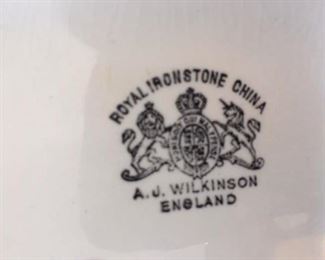 ROYAL IRONSTONE CHINA
A.J. WILKINSON
ENGLAND